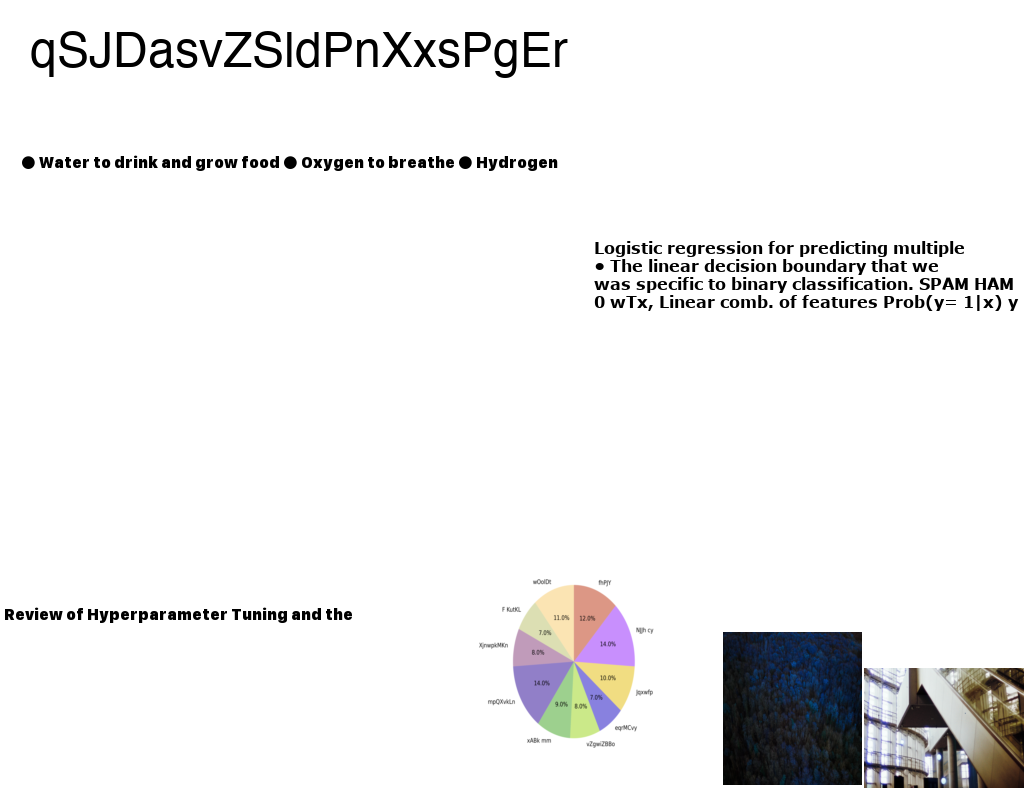 qSJDasvZSldPnXxsPgEr
● Water to drink and grow food ● Oxygen to breathe ● Hydrogen
Logistic regression for predicting multiple
● The linear decision boundary that we
was specific to binary classification. SPAM HAM
0 wTx, Linear comb. of features Prob(y= 1|x) y
Review of Hyperparameter Tuning and the
wOolDt
fhPJY
F KutKL
11.0%
12.0%
7.0%
NJJh cy
14.0%
XjnwpkMKn
8.0%
10.0%
14.0%
Jqxwfp
7.0%
mpQXvkLn
9.0%
8.0%
eqrMCvy
xABk mm
vZgwiZBBo